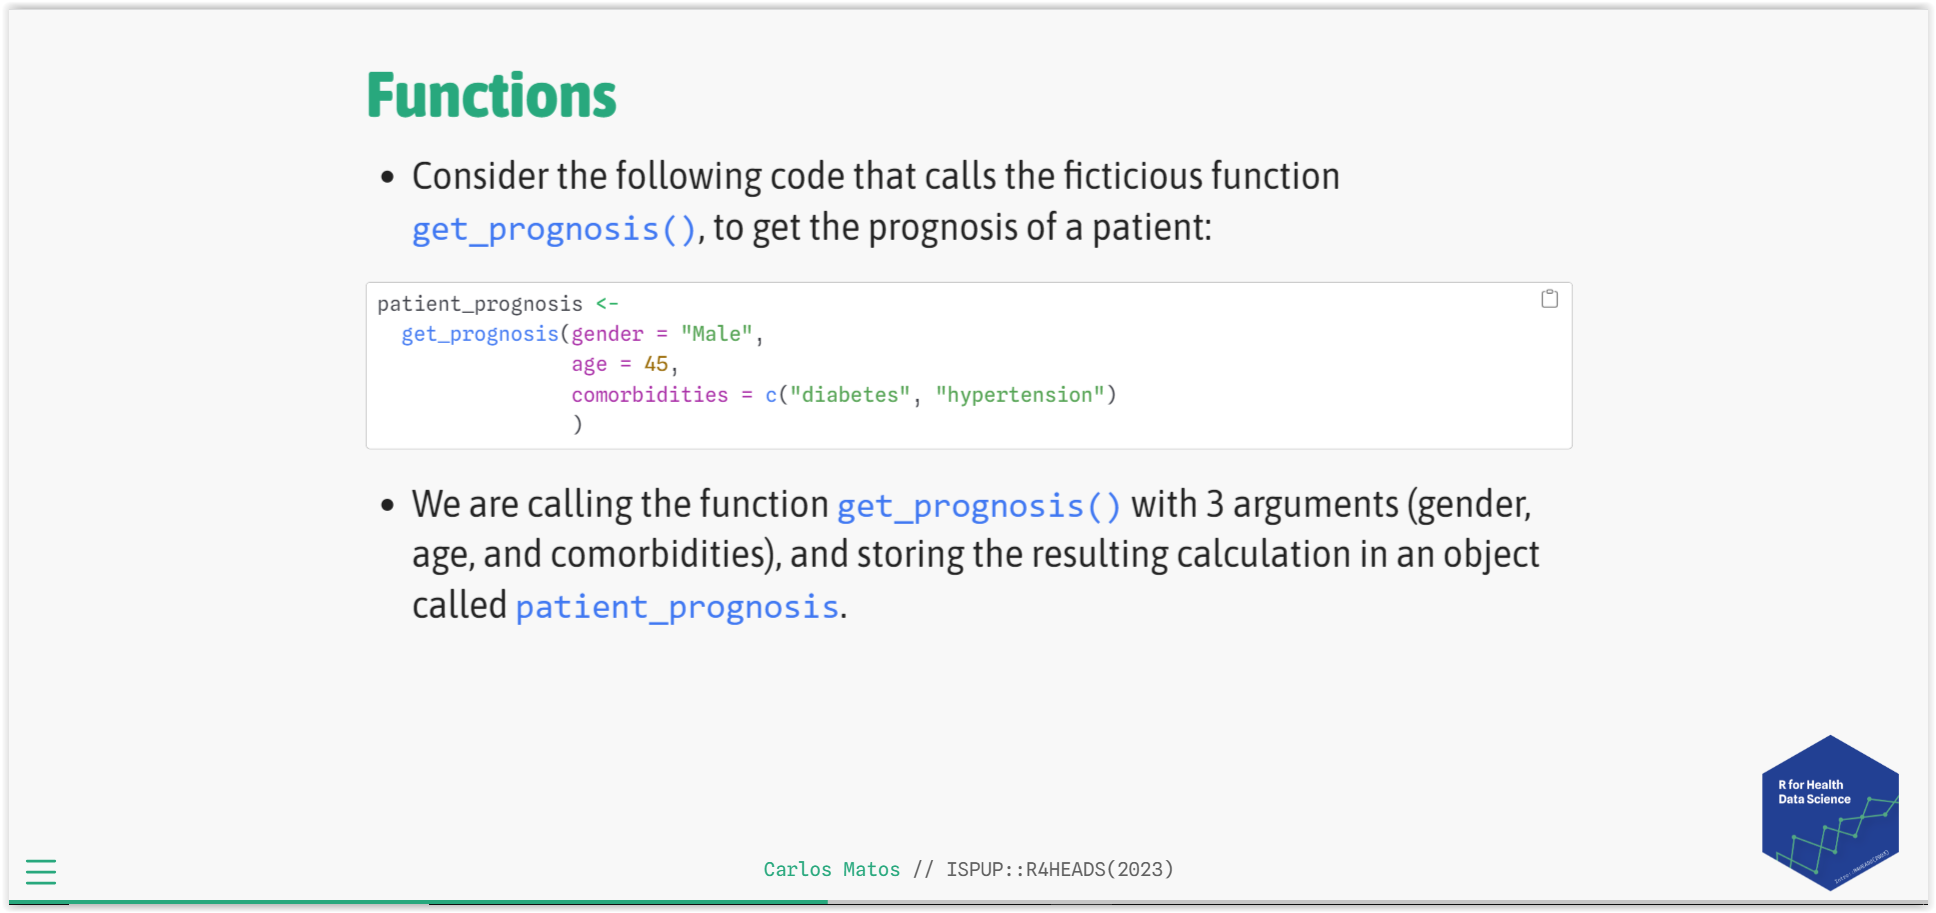 Functions
• Consider the following code that calls the ficticious function
get_prognosis(), to get the prognosis of a patient:
patient_prognosis <-
  get_prognosis(gender = "Male",
                age = 45,
                comorbidities = c("diabetes", "hypertension")
                )
• We are calling the function get_prognosis() with 3 arguments (gender,
age, and comorbidities), and storing the resulting calculation in an object
called patient_prognosis.
R for Health
Data Science
Carlos Matos // ISPUP::R4HEADS(2023)